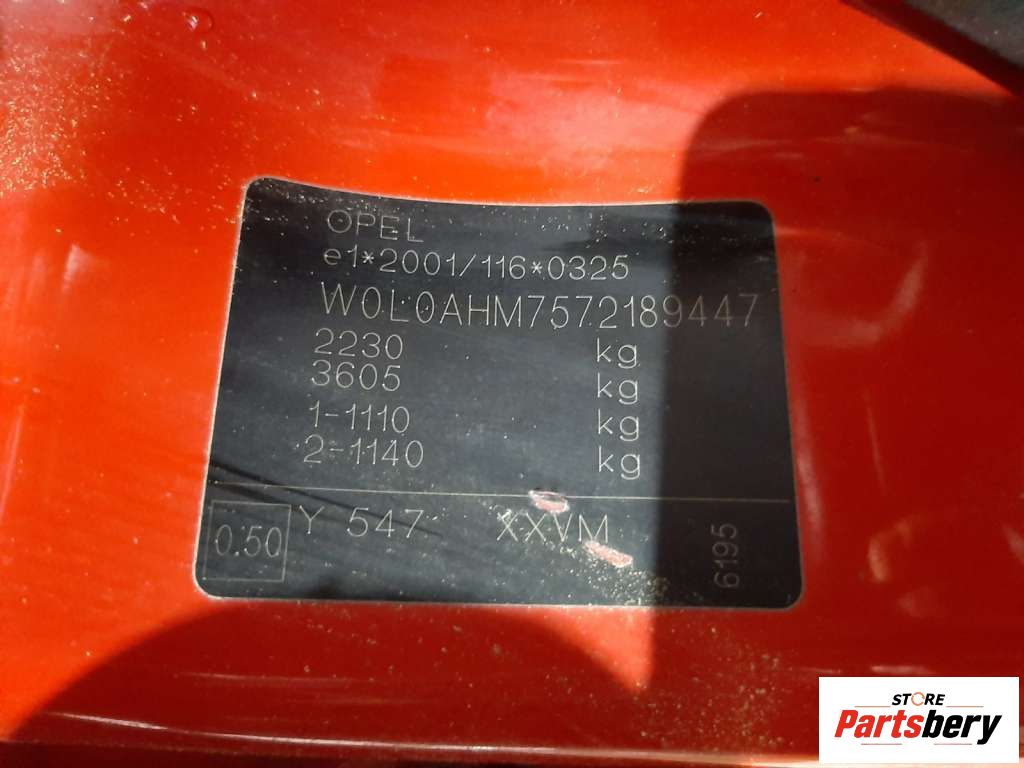 OPEL
e1*2001/116*0325
W0L0AHM7572189447
2230 kg
3605 kg
1-1110 kg
2-1140 kg
0.50 Y 547 XXVM 6195
STORE
Partsbery